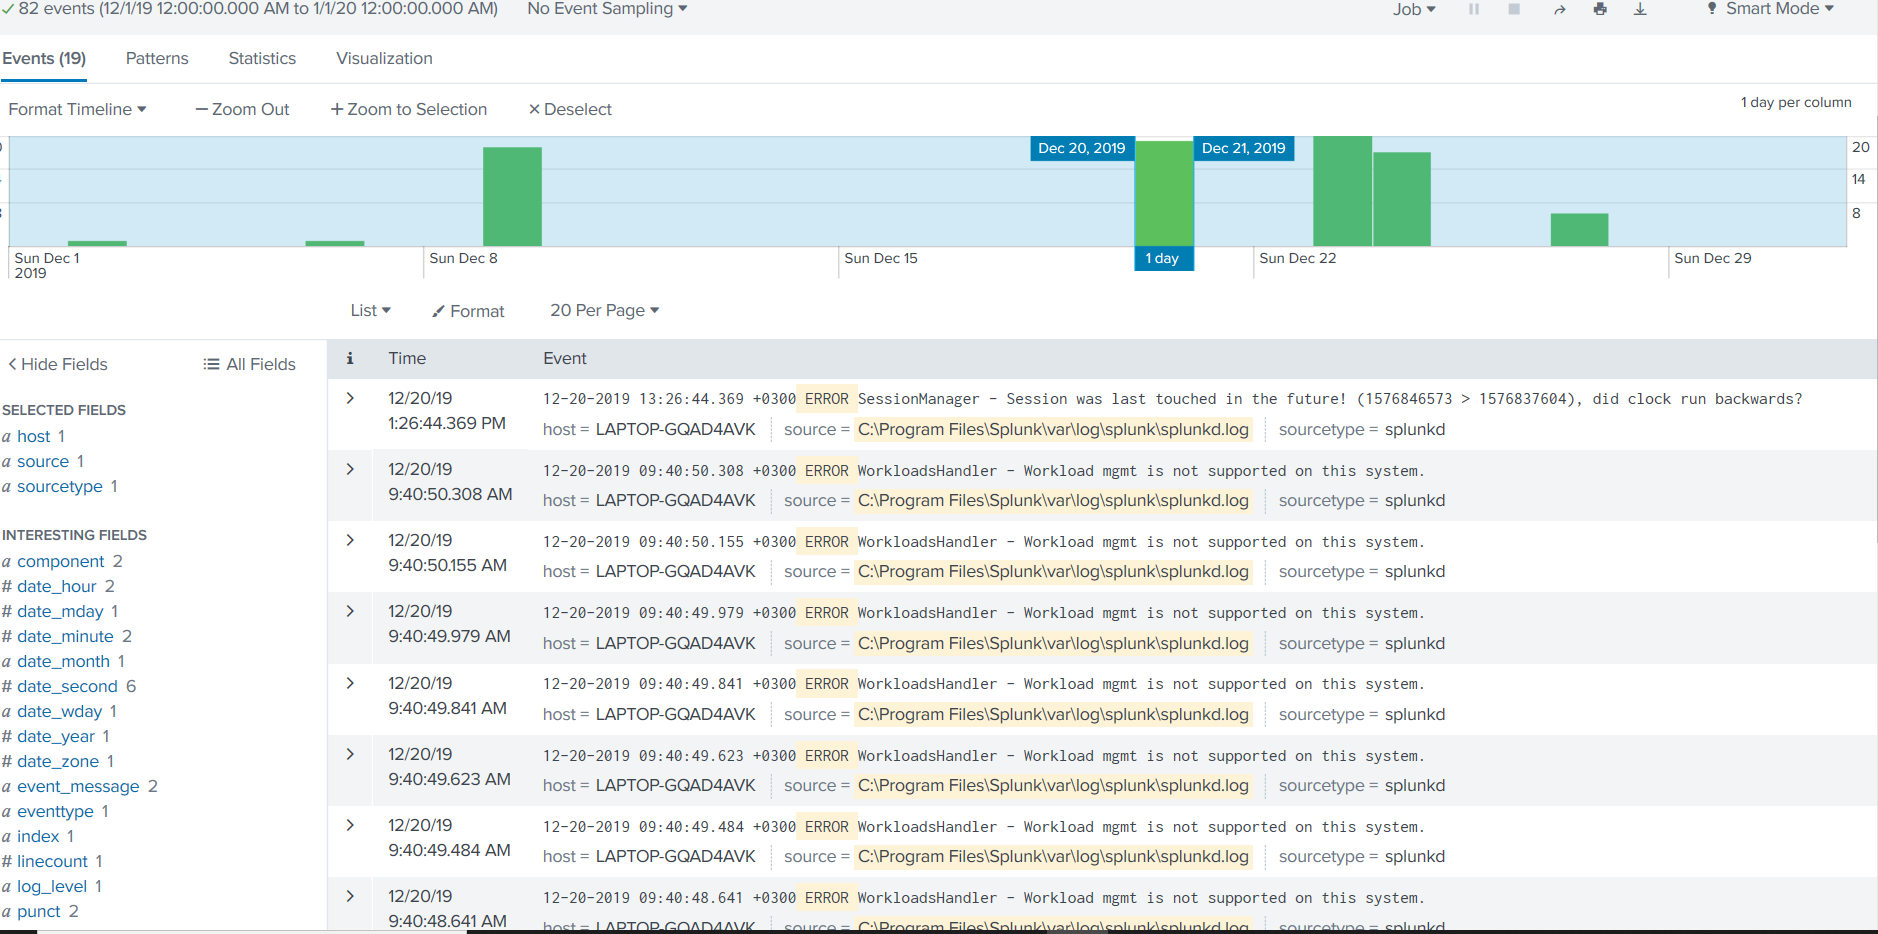 82 events (12/1/19 12:00:00.000 AM to 1/1/20 12:00:00.000 AM) No Event Sampling Job Smart Mode
Events (19) Patterns Statistics Visualization
Format Timeline — Zoom Out + Zoom to Selection × Deselect 1 day per column
Dec 20, 2019 Dec 21, 2019 20
14
8
Sun Dec 1 Sun Dec 8 Sun Dec 15 1 day Sun Dec 22 Sun Dec 29
2019
List Format 20 Per Page
< Hide Fields All Fields
i Time Event
SELECTED FIELDS
a host 1
a source 1
a sourcetype 1
INTERESTING FIELDS
a component 2
# date_hour 2
# date_mday 1
# date_minute 2
a date_month 1
# date_second 6
a date_wday 1
# date_year 1
# date_zone 1
a event_message 2
a eventtype 1
a index 1
# linecount 1
a log_level 1
a punct 2
> 12/20/19 12-20-2019 13:26:44.369 +0300 ERROR SessionManager - Session was last touched in the future! (1576846573 > 1576837604), did clock run backwards?
1:26:44.369 PM host = LAPTOP-GQAD4AVK source = C:\Program Files\Splunk\var\log\splunk\splunkd.log sourcetype = splunkd
> 12/20/19 12-20-2019 09:40:50.308 +0300 ERROR WorkloadsHandler - Workload mgmt is not supported on this system.
9:40:50.308 AM host = LAPTOP-GQAD4AVK source = C:\Program Files\Splunk\var\log\splunk\splunkd.log sourcetype = splunkd
> 12/20/19 12-20-2019 09:40:50.155 +0300 ERROR WorkloadsHandler - Workload mgmt is not supported on this system.
9:40:50.155 AM host = LAPTOP-GQAD4AVK source = C:\Program Files\Splunk\var\log\splunk\splunkd.log sourcetype = splunkd
> 12/20/19 12-20-2019 09:40:49.979 +0300 ERROR WorkloadsHandler - Workload mgmt is not supported on this system.
9:40:49.979 AM host = LAPTOP-GQAD4AVK source = C:\Program Files\Splunk\var\log\splunk\splunkd.log sourcetype = splunkd
> 12/20/19 12-20-2019 09:40:49.841 +0300 ERROR WorkloadsHandler - Workload mgmt is not supported on this system.
9:40:49.841 AM host = LAPTOP-GQAD4AVK source = C:\Program Files\Splunk\var\log\splunk\splunkd.log sourcetype = splunkd
> 12/20/19 12-20-2019 09:40:49.623 +0300 ERROR WorkloadsHandler - Workload mgmt is not supported on this system.
9:40:49.623 AM host = LAPTOP-GQAD4AVK source = C:\Program Files\Splunk\var\log\splunk\splunkd.log sourcetype = splunkd
> 12/20/19 12-20-2019 09:40:49.484 +0300 ERROR WorkloadsHandler - Workload mgmt is not supported on this system.
9:40:49.484 AM host = LAPTOP-GQAD4AVK source = C:\Program Files\Splunk\var\log\splunk\splunkd.log sourcetype = splunkd
> 12/20/19 12-20-2019 09:40:48.641 +0300 ERROR WorkloadsHandler - Workload mgmt is not supported on this system.
9:40:48.641 AM host = LAPTOP-GQAD4AVK source = C:\Program Files\Splunk\var\log\splunk\splunkd.log sourcetype = splunkd